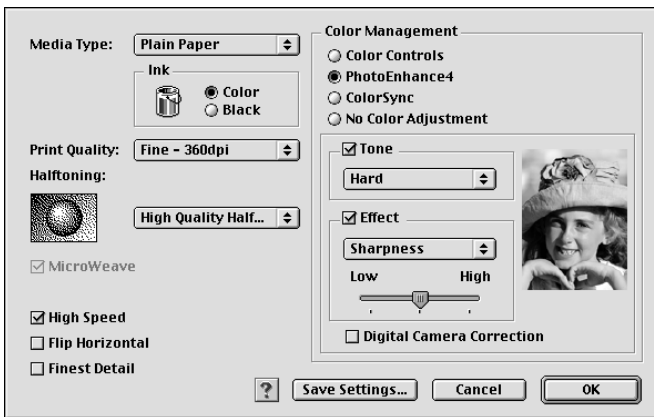 Media Type: Plain Paper
Ink
Color
Black
Print Quality: Fine - 360dpi
Halftoning:
High Quality Half...
MicroWeave
High Speed
Flip Horizontal
Finest Detail
Color Management
Color Controls
PhotoEnhance4
ColorSync
No Color Adjustment
Tone
Hard
Effect
Sharpness
Low High
Digital Camera Correction
? Save Settings... Cancel OK